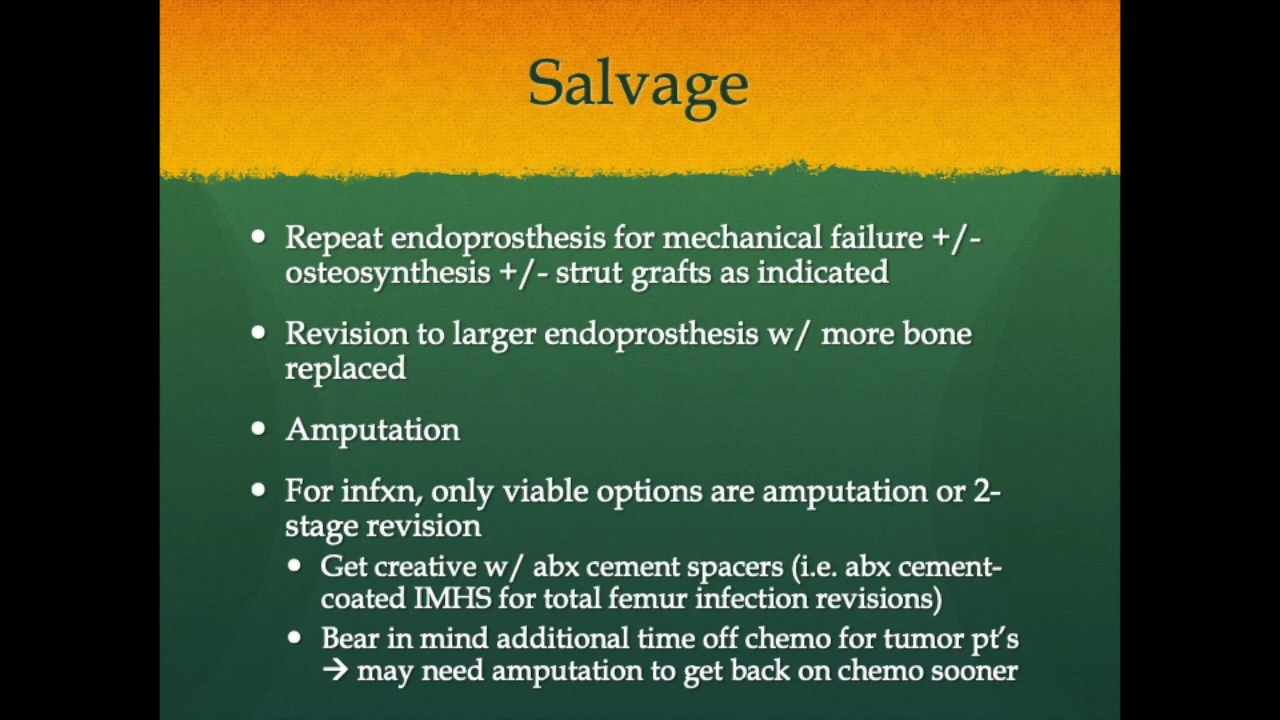 Salvage
• Repeat endoprosthesis for mechanical failure +/-
osteosynthesis +/- strut grafts as indicated
• Revision to larger endoprosthesis w/ more bone
replaced
• Amputation
• For infxn, only viable options are amputation or 2-
stage revision
• Get creative w/ abx cement spacers (i.e. abx cement-
coated IMHS for total femur infection revisions)
• Bear in mind additional time off chemo for tumor pt’s
→ may need amputation to get back on chemo sooner